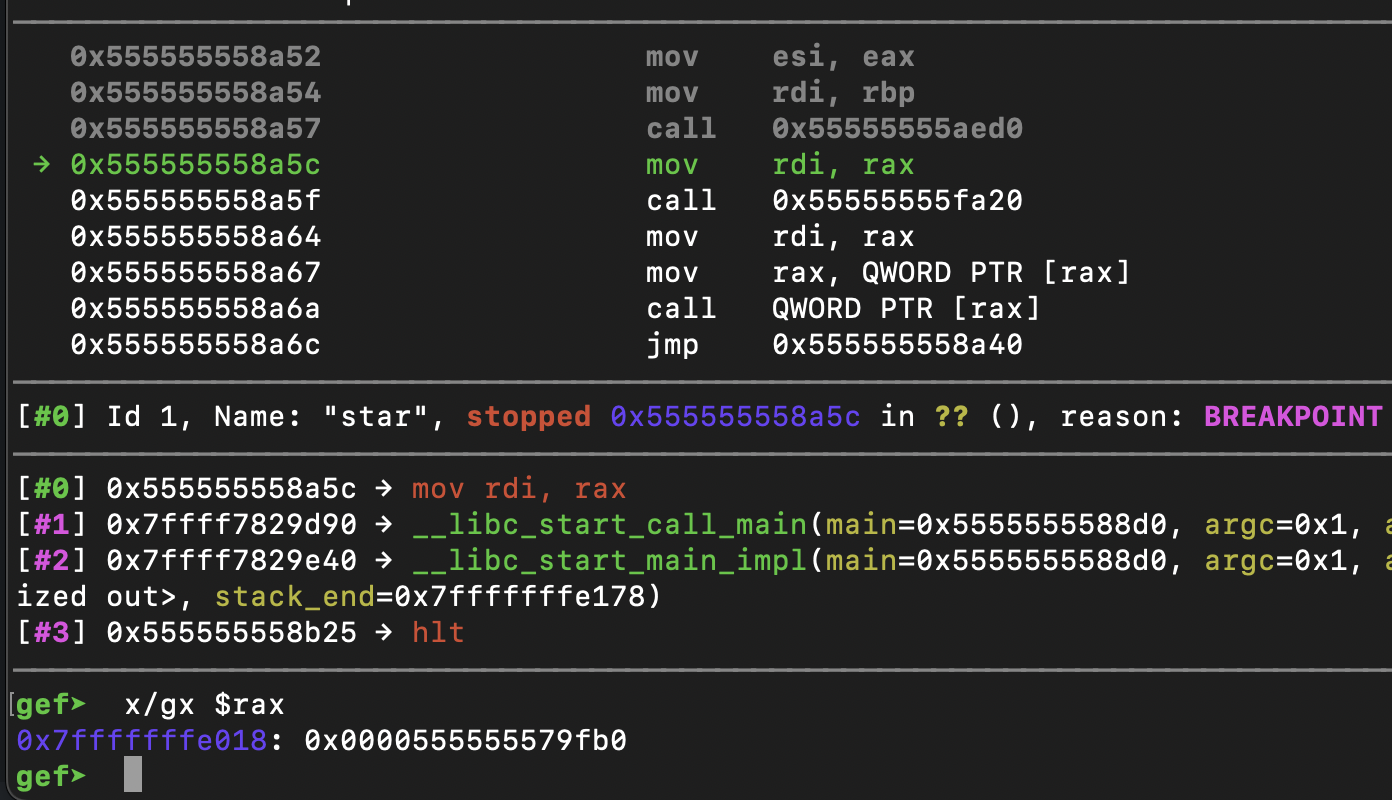 0x555555558a52 mov esi, eax
0x555555558a54 mov rdi, rbp
0x555555558a57 call 0x55555555aed0
→ 0x555555558a5c mov rdi, rax
0x555555558a5f call 0x55555555fa20
0x555555558a64 mov rdi, rax
0x555555558a67 mov rax, QWORD PTR [rax]
0x555555558a6a call QWORD PTR [rax]
0x555555558a6c jmp 0x555555558a40
[#0] Id 1, Name: "star", stopped 0x555555558a5c in ?? (), reason: BREAKPOINT
[#0] 0x555555558a5c → mov rdi, rax
[#1] 0x7ffff7829d90 → __libc_start_call_main(main=0x5555555588d0, argc=0x1,
[#2] 0x7ffff7829e40 → __libc_start_main_impl(main=0x5555555588d0, argc=0x1,
ized out>, stack_end=0x7fffffffe178)
[#3] 0x555555558b25 → hlt
gef➤ x/gx $rax
0x7fffffffe018: 0x0000555555579fb0
gef➤